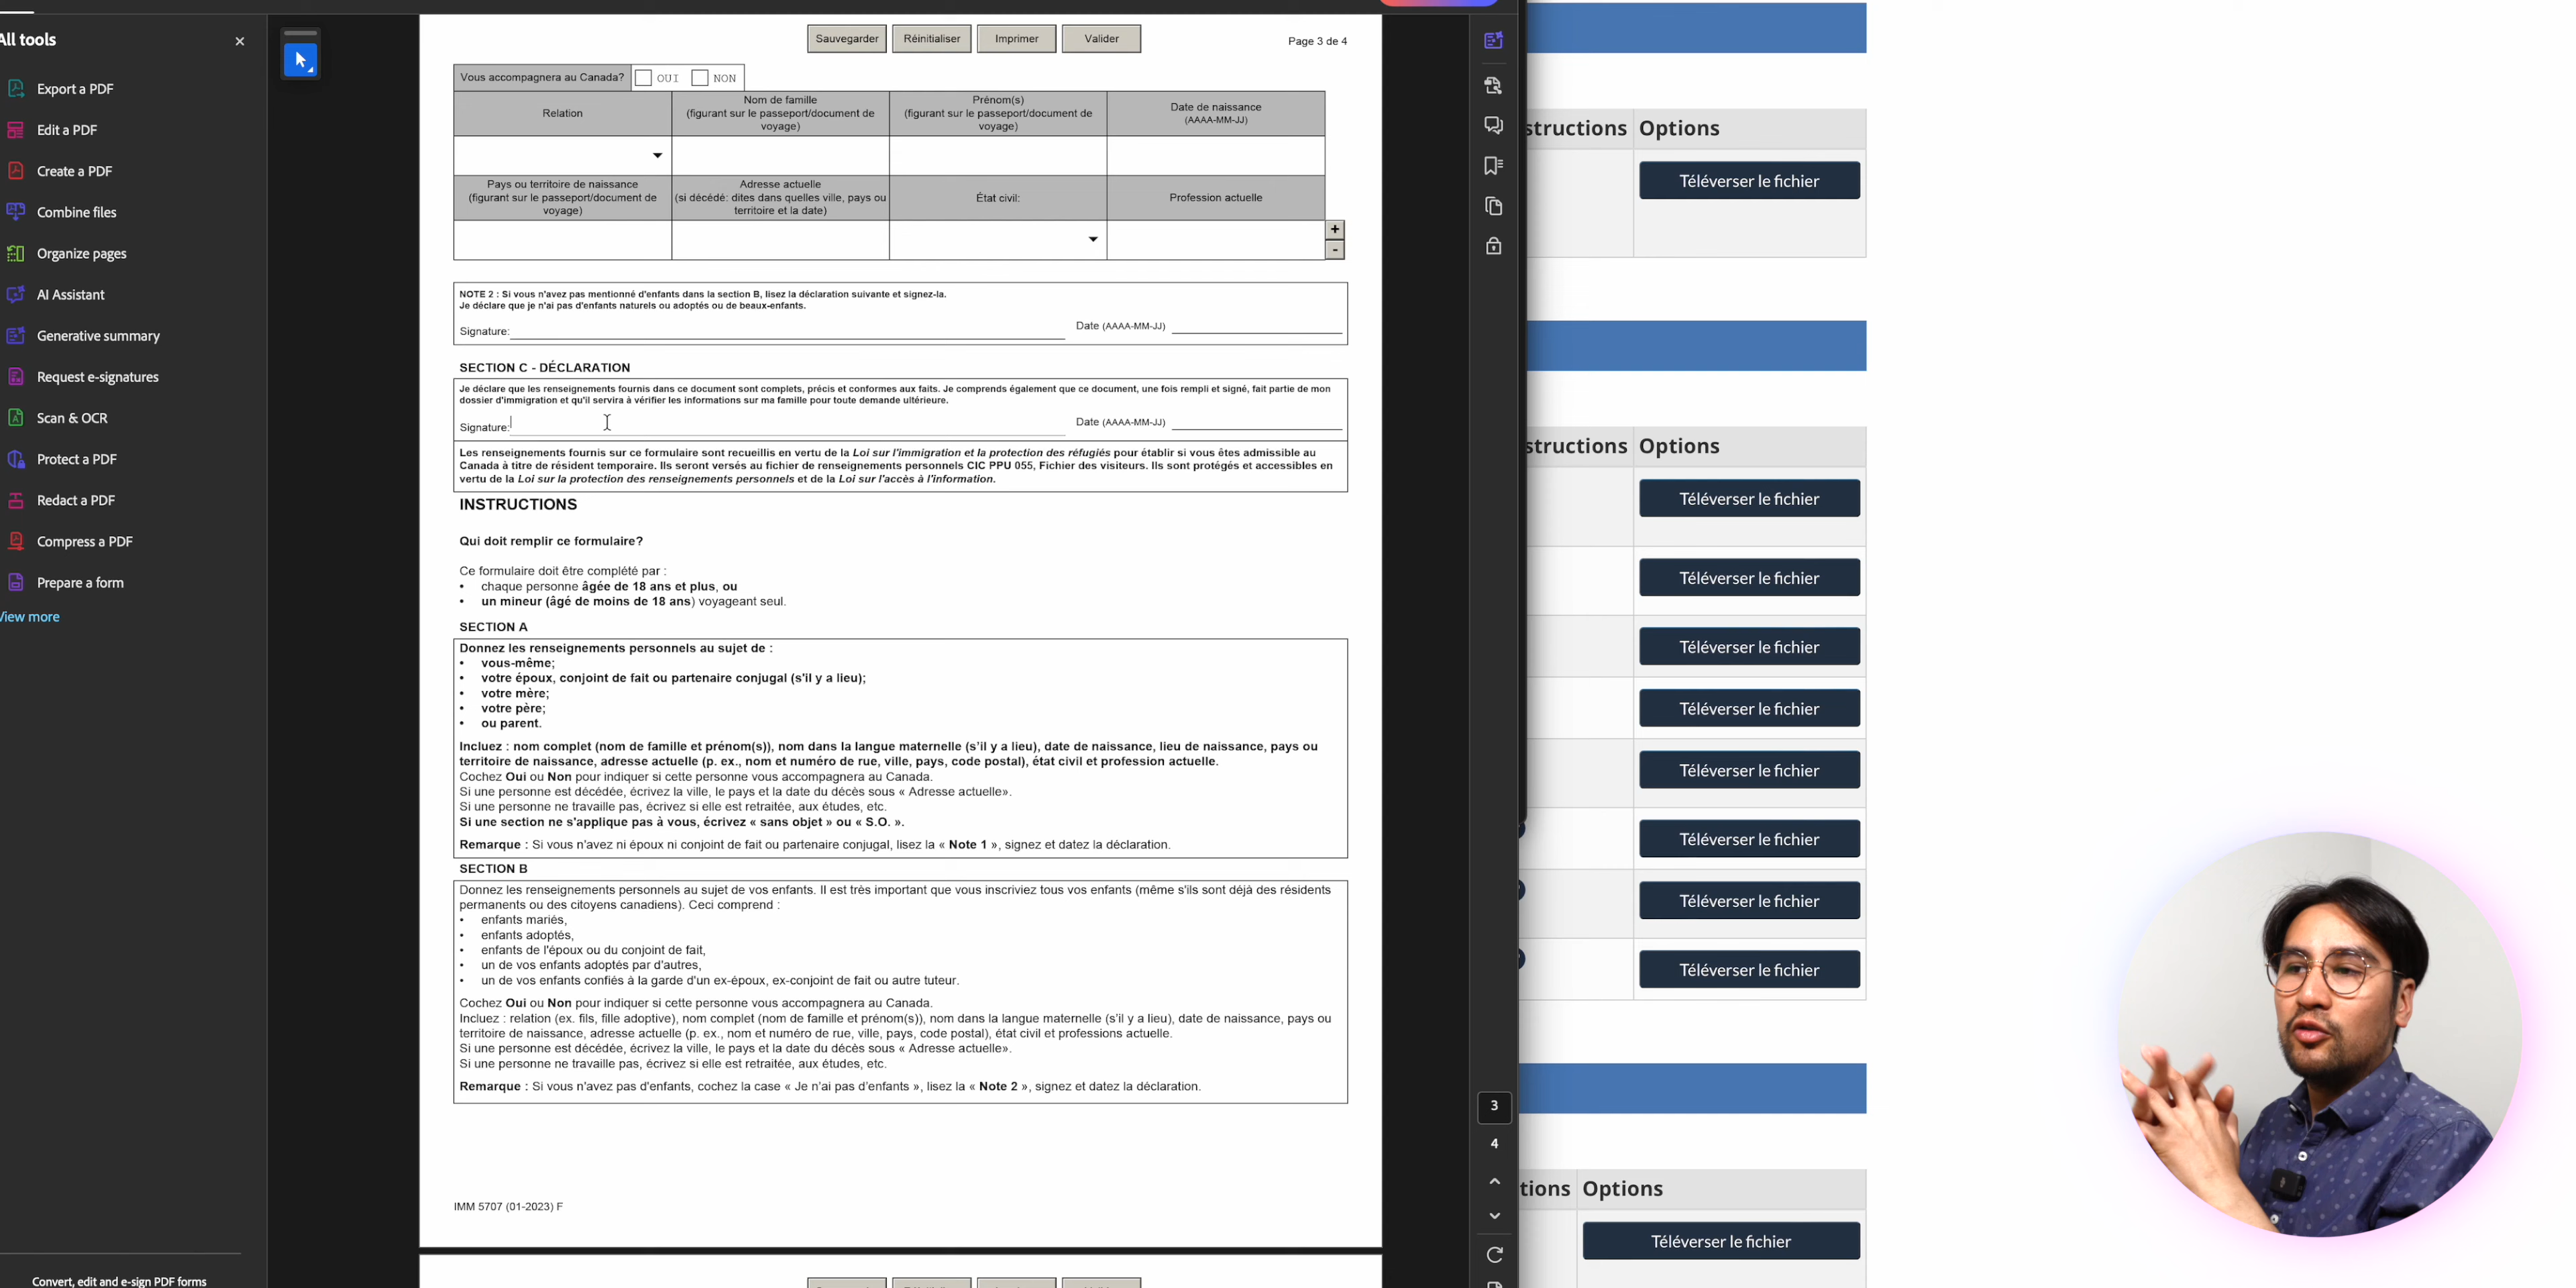 All tools
Export a PDF
Edit a PDF
Create a PDF
Combine files
Organize pages
AI Assistant
Generative summary
Request e-signatures
Scan & OCR
Protect a PDF
Redact a PDF
Compress a PDF
Prepare a form
View more
Convert, edit and e-sign PDF forms
Sauvegarder Réinitialiser Imprimer Valider
Page 3 de 4
Vous accompagnera au Canada? OUI NON
Relation
Nom de famille
(figurant sur le passeport/document de
voyage)
Prénom(s)
(figurant sur le passeport/document de
voyage)
Date de naissance
(AAAA-MM-JJ)
Pays ou territoire de naissance
(figurant sur le passeport/document de
voyage)
Adresse actuelle
(si décédé: dites dans quelles ville, pays ou
territoire et la date)
État civil:
Profession actuelle
+
-
NOTE 2 : Si vous n'avez pas mentionné d'enfants dans la section B, lisez la déclaration suivante et signez-la.
Je déclare que je n'ai pas d'enfants naturels ou adoptés ou de beaux-enfants.
Signature: Date (AAAA-MM-JJ)
SECTION C - DÉCLARATION
Je déclare que les renseignements fournis dans ce document sont complets, précis et conformes aux faits. Je comprends également que ce document, une fois rempli et signé, fait partie de mon
dossier d'immigration et qu'il servira à vérifier les informations sur ma famille pour toute demande ultérieure.
Signature: Date (AAAA-MM-JJ)
Les renseignements fournis sur ce formulaire sont recueillis en vertu de la Loi sur l'immigration et la protection des réfugiés pour établir si vous êtes admissible au
Canada à titre de résident temporaire. Ils seront versés au fichier de renseignements personnels CIC PPU 055, Fichier des visiteurs. Ils sont protégés et accessibles en
vertu de la Loi sur la protection des renseignements personnels et de la Loi sur l'accès à l'information.
INSTRUCTIONS
Qui doit remplir ce formulaire?
Ce formulaire doit être complété par :
• chaque personne âgée de 18 ans et plus, ou
• un mineur (âgé de moins de 18 ans) voyageant seul.
SECTION A
Donnez les renseignements personnels au sujet de :
• vous-même;
• votre époux, conjoint de fait ou partenaire conjugal (s'il y a lieu);
• votre mère;
• votre père;
• ou parent.
Incluez : nom complet (nom de famille et prénom(s)), nom dans la langue maternelle (s'il y a lieu), date de naissance, lieu de naissance, pays ou
territoire de naissance, adresse actuelle (p. ex., nom et numéro de rue, ville, pays, code postal), état civil et profession actuelle.
Cochez Oui ou Non pour indiquer si cette personne vous accompagnera au Canada.
Si une personne est décédée, écrivez la ville, le pays et la date du décès sous « Adresse actuelle».
Si une personne ne travaille pas, écrivez si elle est retraitée, aux études, etc.
Si une section ne s'applique pas à vous, écrivez « sans objet » ou « S.O. ».
Remarque : Si vous n'avez ni époux ni conjoint de fait ou partenaire conjugal, lisez la « Note 1 », signez et datez la déclaration.
SECTION B
Donnez les renseignements personnels au sujet de vos enfants. Il est très important que vous inscriviez tous vos enfants (même s'ils sont déjà des résidents
permanents ou des citoyens canadiens). Ceci comprend :
• enfants mariés,
• enfants adoptés,
• enfants de l'époux ou du conjoint de fait,
• un de vos enfants adoptés par d'autres,
• un de vos enfants confiés à la garde d'un ex-époux, ex-conjoint de fait ou autre tuteur.
Cochez Oui ou Non pour indiquer si cette personne vous accompagnera au Canada.
Incluez : relation (ex. fils, fille adoptive), nom complet (nom de famille et prénom(s)), nom dans la langue maternelle (s'il y a lieu), date de naissance, pays ou
territoire de naissance, adresse actuelle (p. ex., nom et numéro de rue, ville, pays, code postal), état civil et professions actuelle.
Si une personne est décédée, écrivez la ville, le pays et la date du décès sous « Adresse actuelle».
Si une personne ne travaille pas, écrivez si elle est retraitée, aux études, etc.
Remarque : Si vous n'avez pas d'enfants, cochez la case « Je n'ai pas d'enfants », lisez la « Note 2 », signez et datez la déclaration.
IMM 5707 (01-2023) F
3
4
structions Options
Téléverser le fichier
structions Options
Téléverser le fichier
Téléverser le fichier
Téléverser le fichier
Téléverser le fichier
Téléverser le fichier
Téléverser le fichier
Téléverser le fichier
Téléverser le fichier
tions Options
Téléverser le fichier